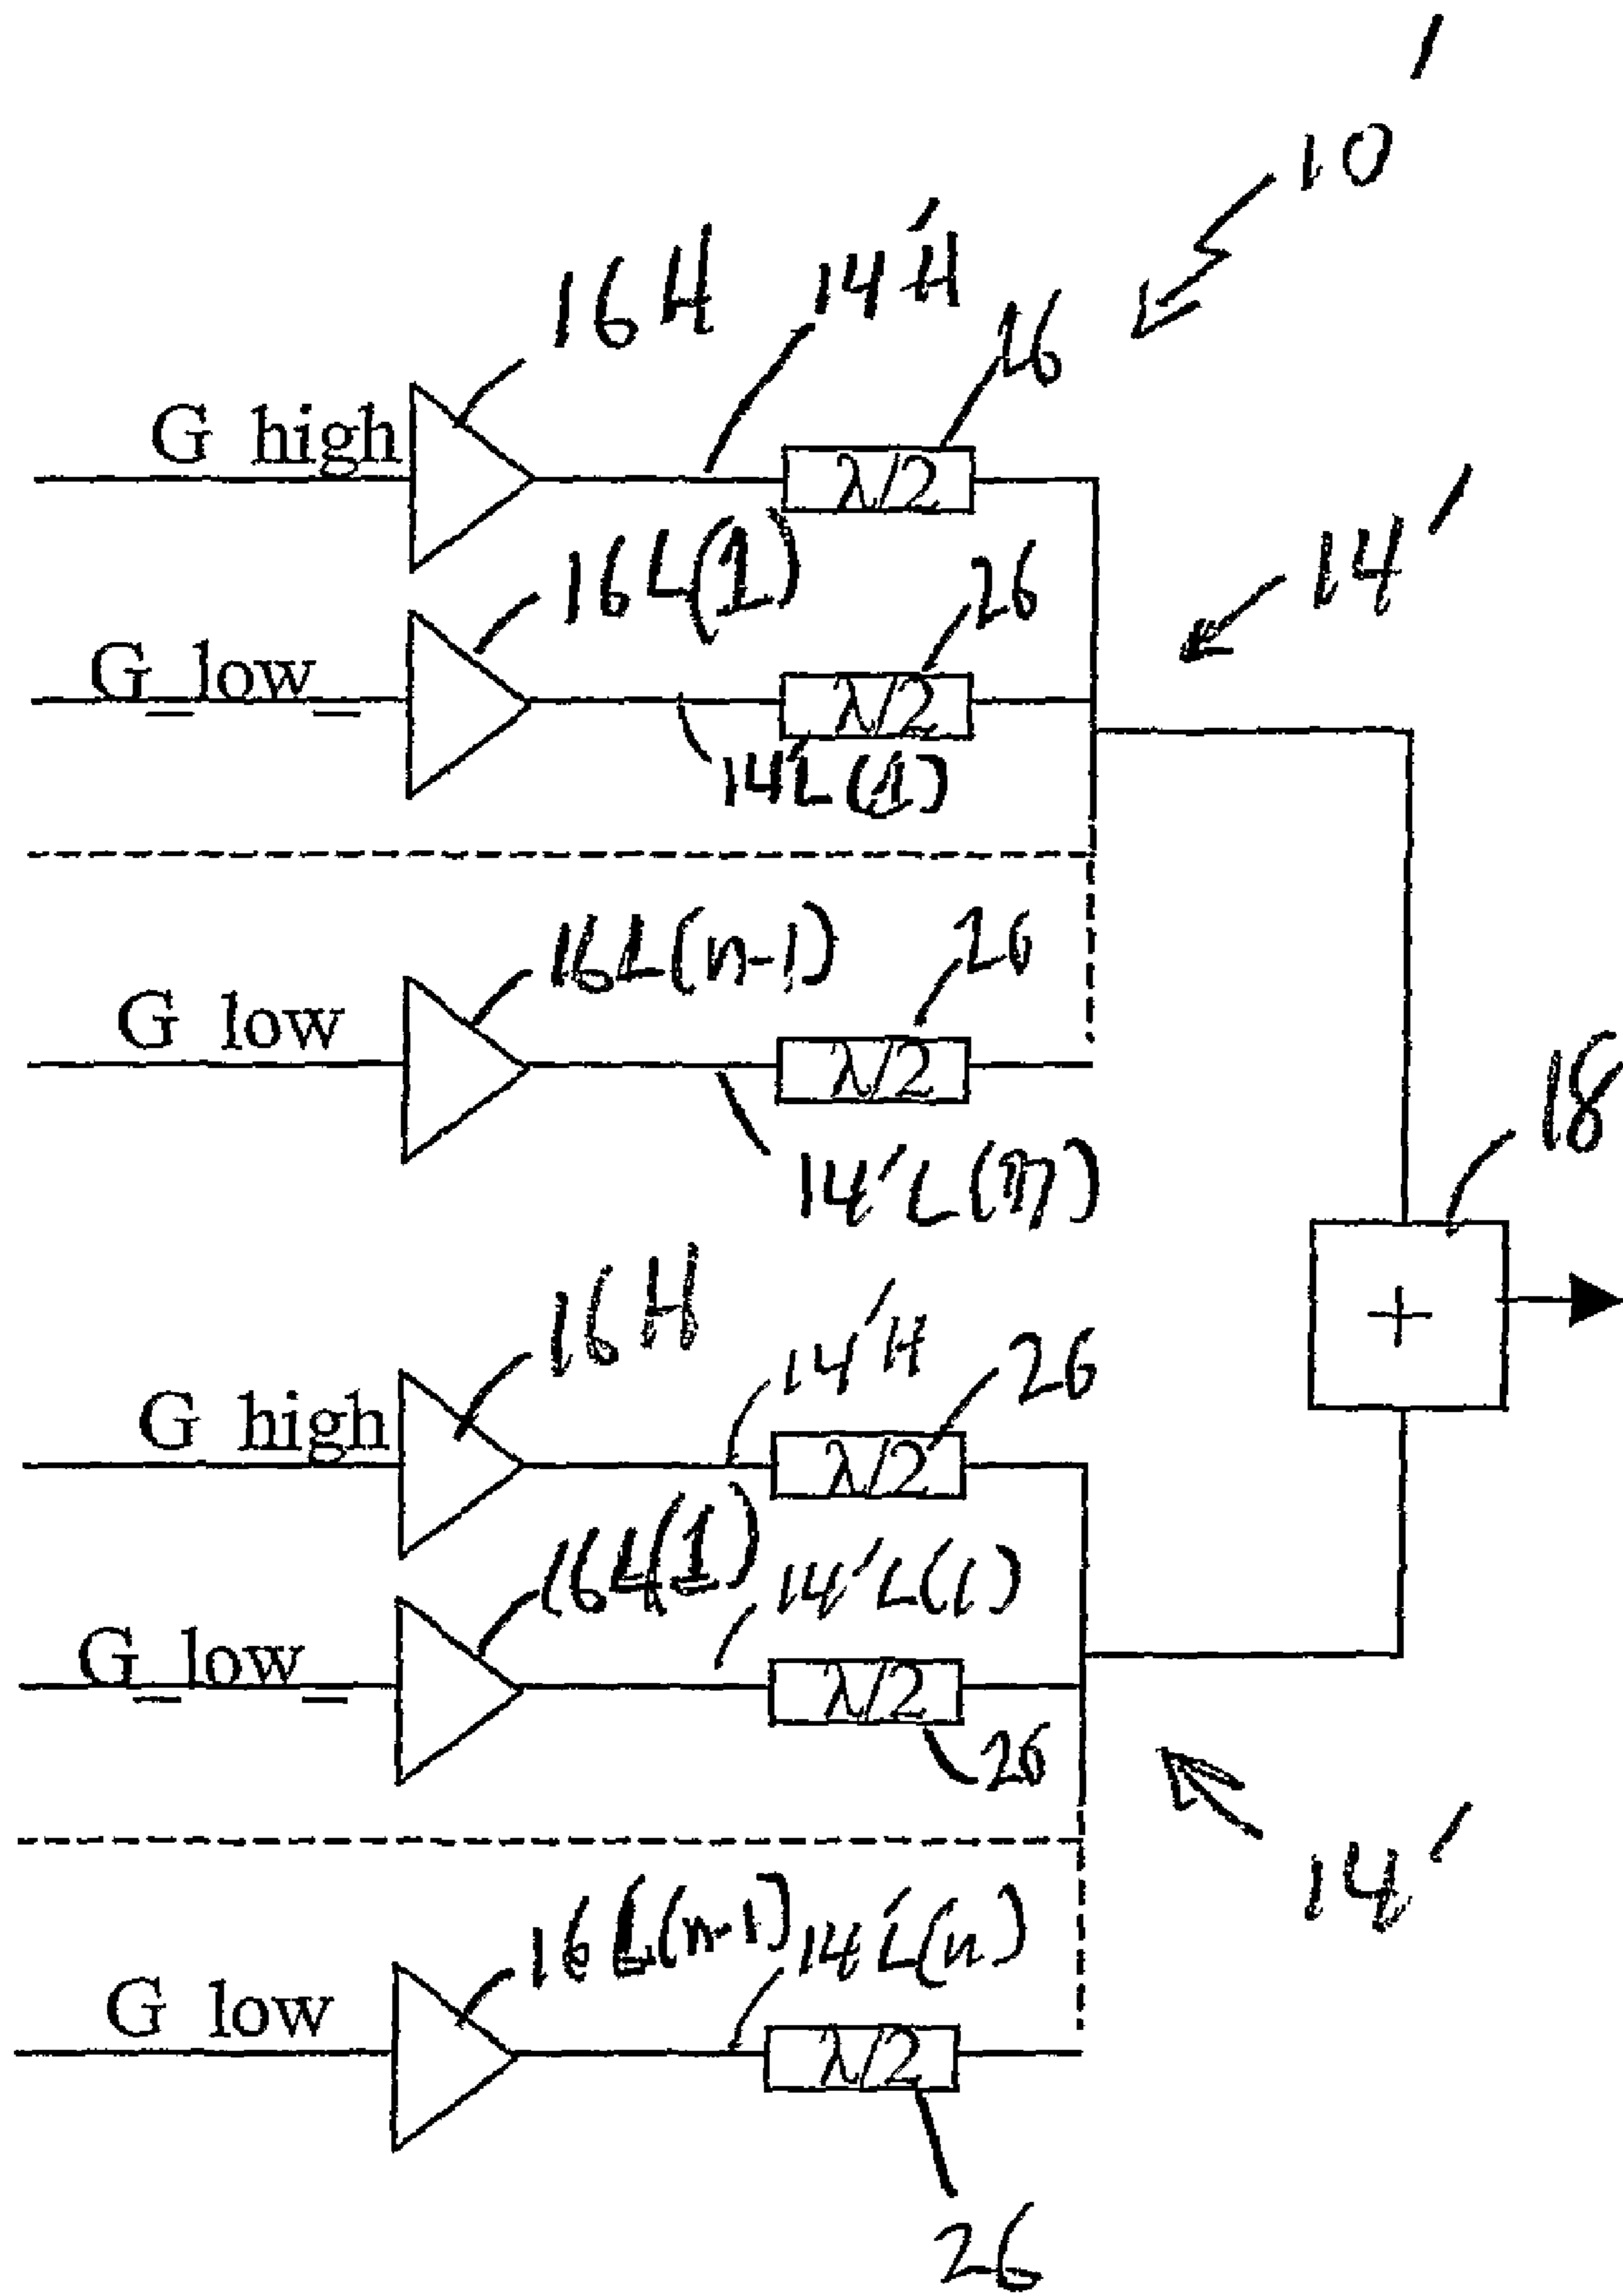 10'
16H 14'H 26
G high λ/2
14'
16L(1) 26
G_low_ λ/2
14'L(1)
16L(n-1) 26
G low λ/2
14'L(n)
18
+
16H 14'H 26
G high λ/2
16L(1) 14'L(1)
G_low_ λ/2
26
14'
16L(n-1) 14'L(n)
G low λ/2
26